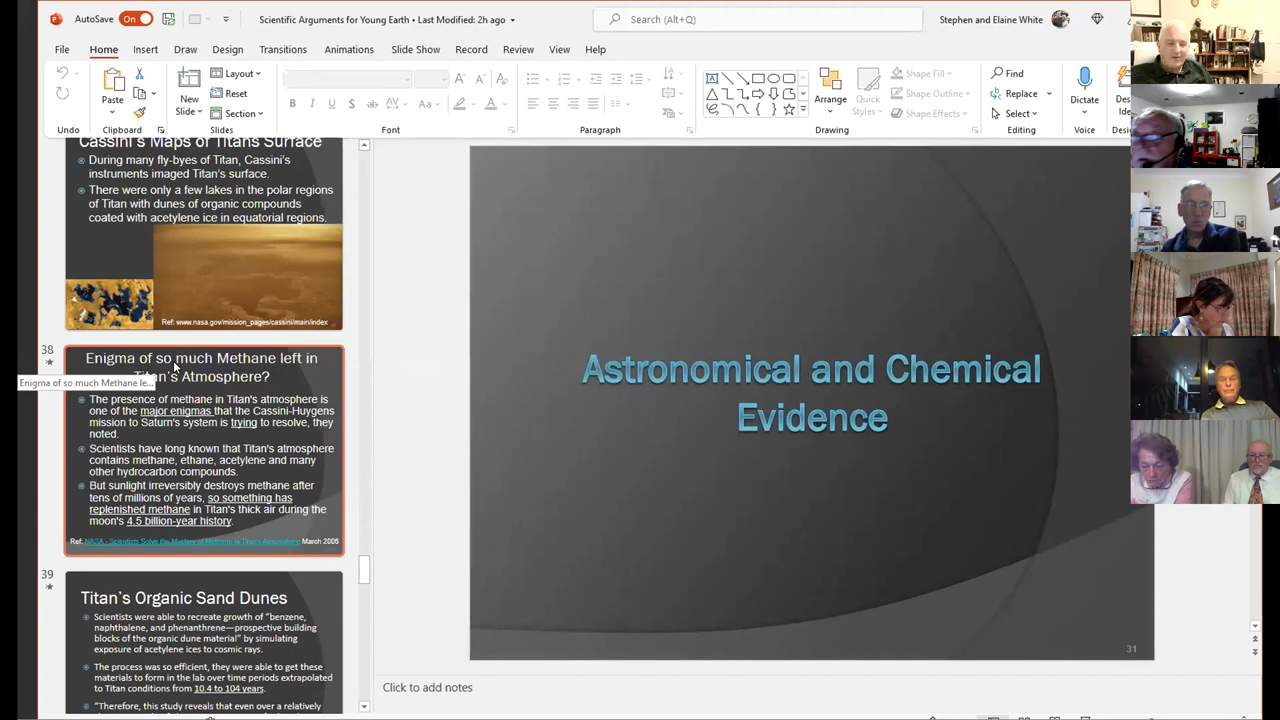 AutoSave On
Scientific Arguments for Young Earth • Last Modified: 2h ago
Search (Alt+Q)
Stephen and Elaine White
File Home Insert Draw Design Transitions Animations Slide Show Record Review View Help
Paste
New
Slide
Layout
Reset
Section
Arrange
Quick
Styles
Shape Fill
Shape Outline
Shape Effects
Find
Replace
Select
Dictate
De
Ide
Undo Clipboard Slides Font Paragraph Drawing Editing Voice
Cassini's Maps of Titans Surface
During many fly-byes of Titan, Cassini's
instruments imaged Titan's surface.
There were only a few lakes in the polar regions
of Titan with dunes of organic compounds
coated with acetylene ice in equatorial regions.
Ref: www.nasa.gov/mission_pages/cassini/main/index
38
Enigma of so much Methane left in
Titan's Atmosphere?
Enigma of so much Methane le...
The presence of methane in Titan's atmosphere is
one of the major enigmas that the Cassini-Huygens
mission to Saturn's system is trying to resolve, they
noted.
Scientists have long known that Titan's atmosphere
contains methane, ethane, acetylene and many
other hydrocarbon compounds.
But sunlight irreversibly destroys methane after
tens of millions of years, so something has
replenished methane in Titan's thick air during the
moon's 4.5 billion-year history.
Ref: NASA - Scientists Solve the Mystery of Methane in Titan's Atmosphere March 2006
39
Titan's Organic Sand Dunes
Scientists were able to recreate growth of "benzene,
naphthalene, and phenanthrene—prospective building
blocks of the organic dune material" by simulating
exposure of acetylene ices to cosmic rays.
The process was so efficient, they were able to get these
materials to form in the lab over time periods extrapolated
to Titan conditions from 10.4 to 104 years.
"Therefore, this study reveals that even over a relatively
Astronomical and Chemical
Evidence
31
Click to add notes